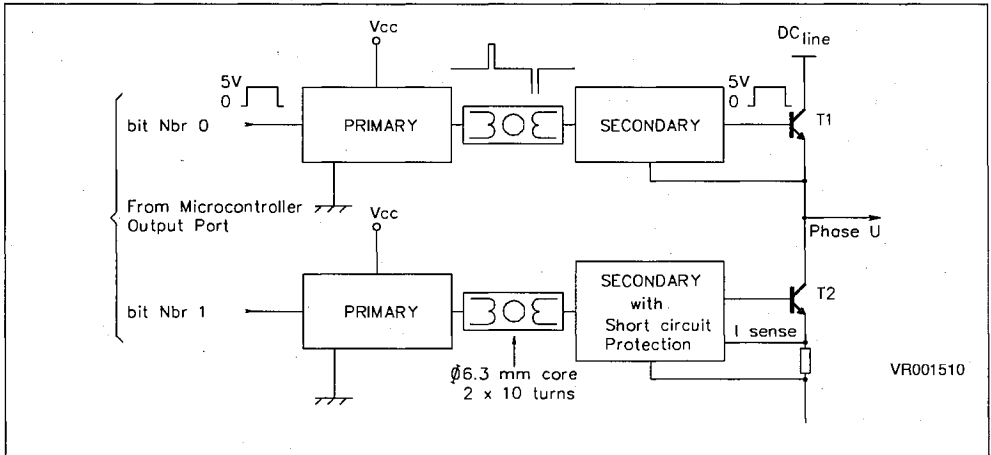 Vcc
DCline
5V
0
5V
0
bit Nbr 0
PRIMARY
SECONDARY
T1
From Microcontroller
Output Port
Vcc
Phase U
bit Nbr 1
PRIMARY
SECONDARY
with
Short circuit
Protection
T2
I sense
Ø6.3 mm core
2 x 10 turns
VR001510